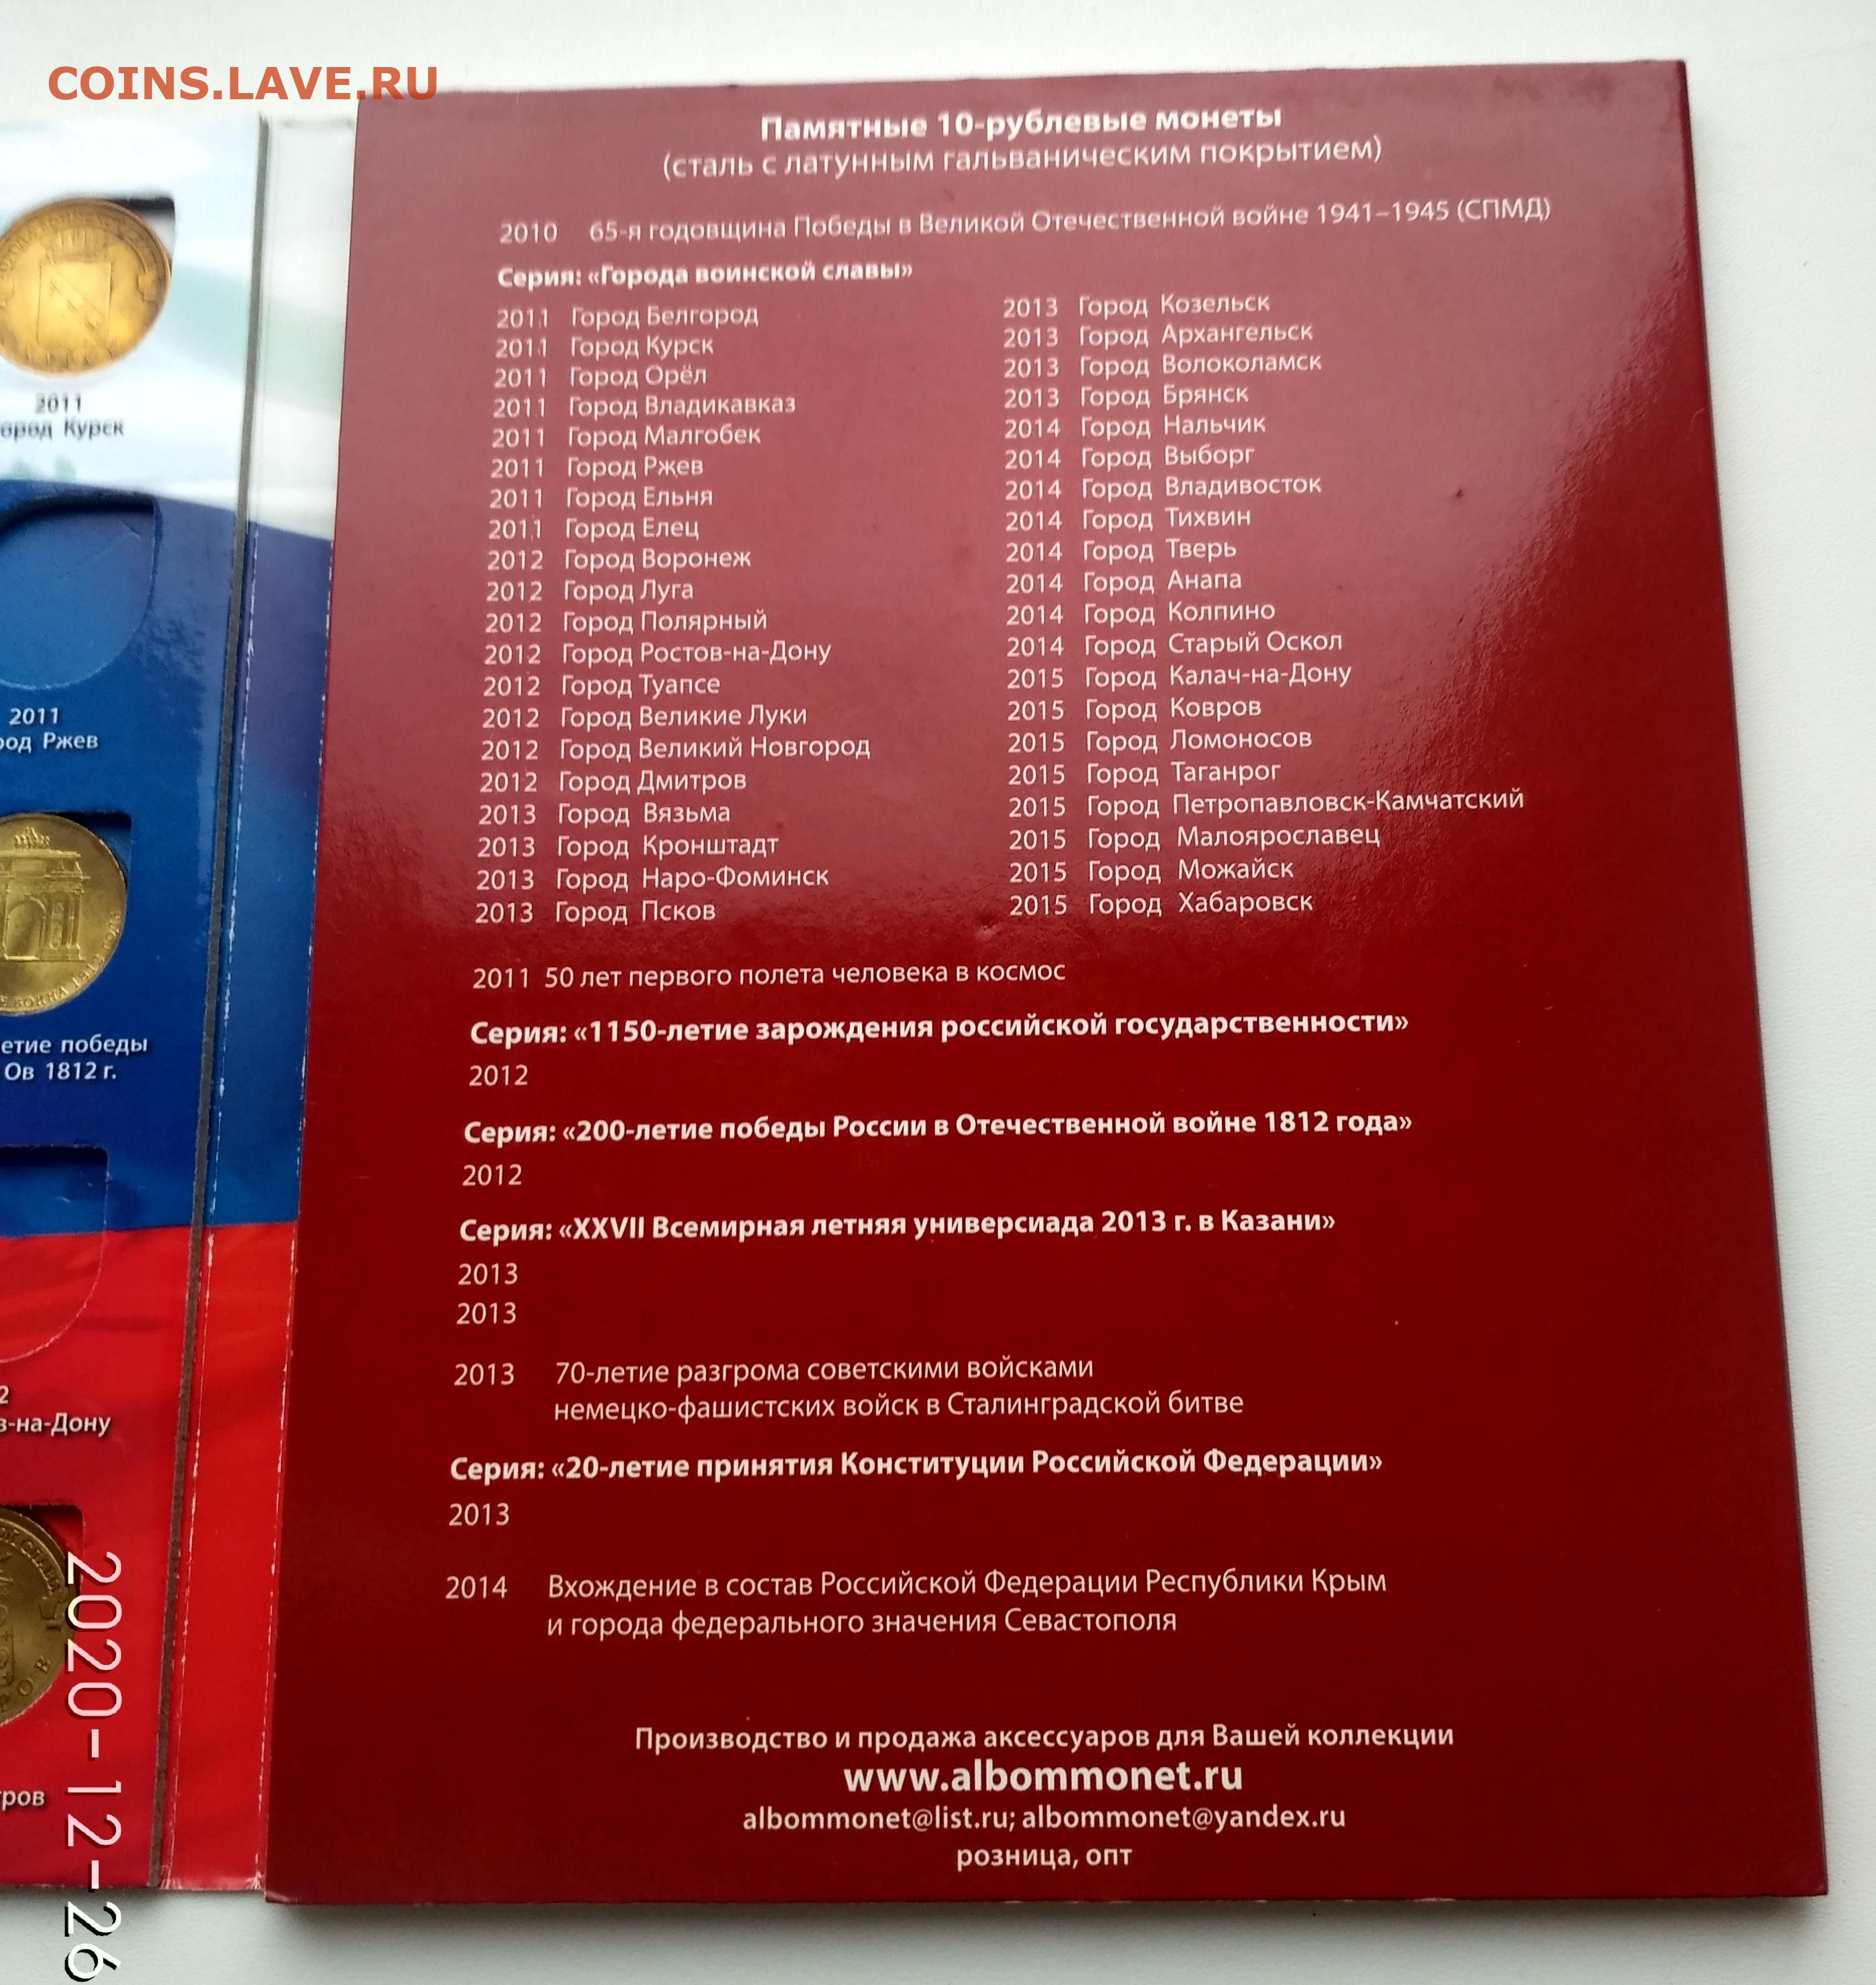 COINS.LAVE.RU
Памятные 10-рублевые монеты
(сталь с латунным гальваническим покрытием)
2010 65-я годовщина Победы в Великой Отечественной войне 1941–1945 (СПМД)
Серия: «Города воинской славы»
2011 Город Белгород
2011 Город Курск
2011 Город Орёл
2011 Город Владикавказ
2011 Город Малгобек
2011 Город Ржев
2011 Город Ельня
2011 Город Елец
2012 Город Воронеж
2012 Город Луга
2012 Город Полярный
2012 Город Ростов-на-Дону
2012 Город Туапсе
2012 Город Великие Луки
2012 Город Великий Новгород
2012 Город Дмитров
2013 Город Вязьма
2013 Город Кронштадт
2013 Город Наро-Фоминск
2013 Город Псков
2013 Город Козельск
2013 Город Архангельск
2013 Город Волоколамск
2013 Город Брянск
2014 Город Нальчик
2014 Город Выборг
2014 Город Владивосток
2014 Город Тихвин
2014 Город Тверь
2014 Город Анапа
2014 Город Колпино
2014 Город Старый Оскол
2015 Город Калач-на-Дону
2015 Город Ковров
2015 Город Ломоносов
2015 Город Таганрог
2015 Город Петропавловск-Камчатский
2015 Город Малоярославец
2015 Город Можайск
2015 Город Хабаровск
2011 50 лет первого полета человека в космос
Серия: «1150-летие зарождения российской государственности»
2012
Серия: «200-летие победы России в Отечественной войне 1812 года»
2012
Серия: «XXVII Всемирная летняя универсиада 2013 г. в Казани»
2013
2013
2013 70-летие разгрома советскими войсками
немецко-фашистских войск в Сталинградской битве
Серия: «20-летие принятия Конституции Российской Федерации»
2013
2014 Вхождение в состав Российской Федерации Республики Крым
и города федерального значения Севастополя
Производство и продажа аксессуаров для Вашей коллекции
www.albommonet.ru
albommonet@list.ru; albommonet@yandex.ru
розница, опт
2011
ород Курск
2011
род Ржев
етие победы
Ов 1812 г.
2
в-на-Дону
ров
2020-12-26